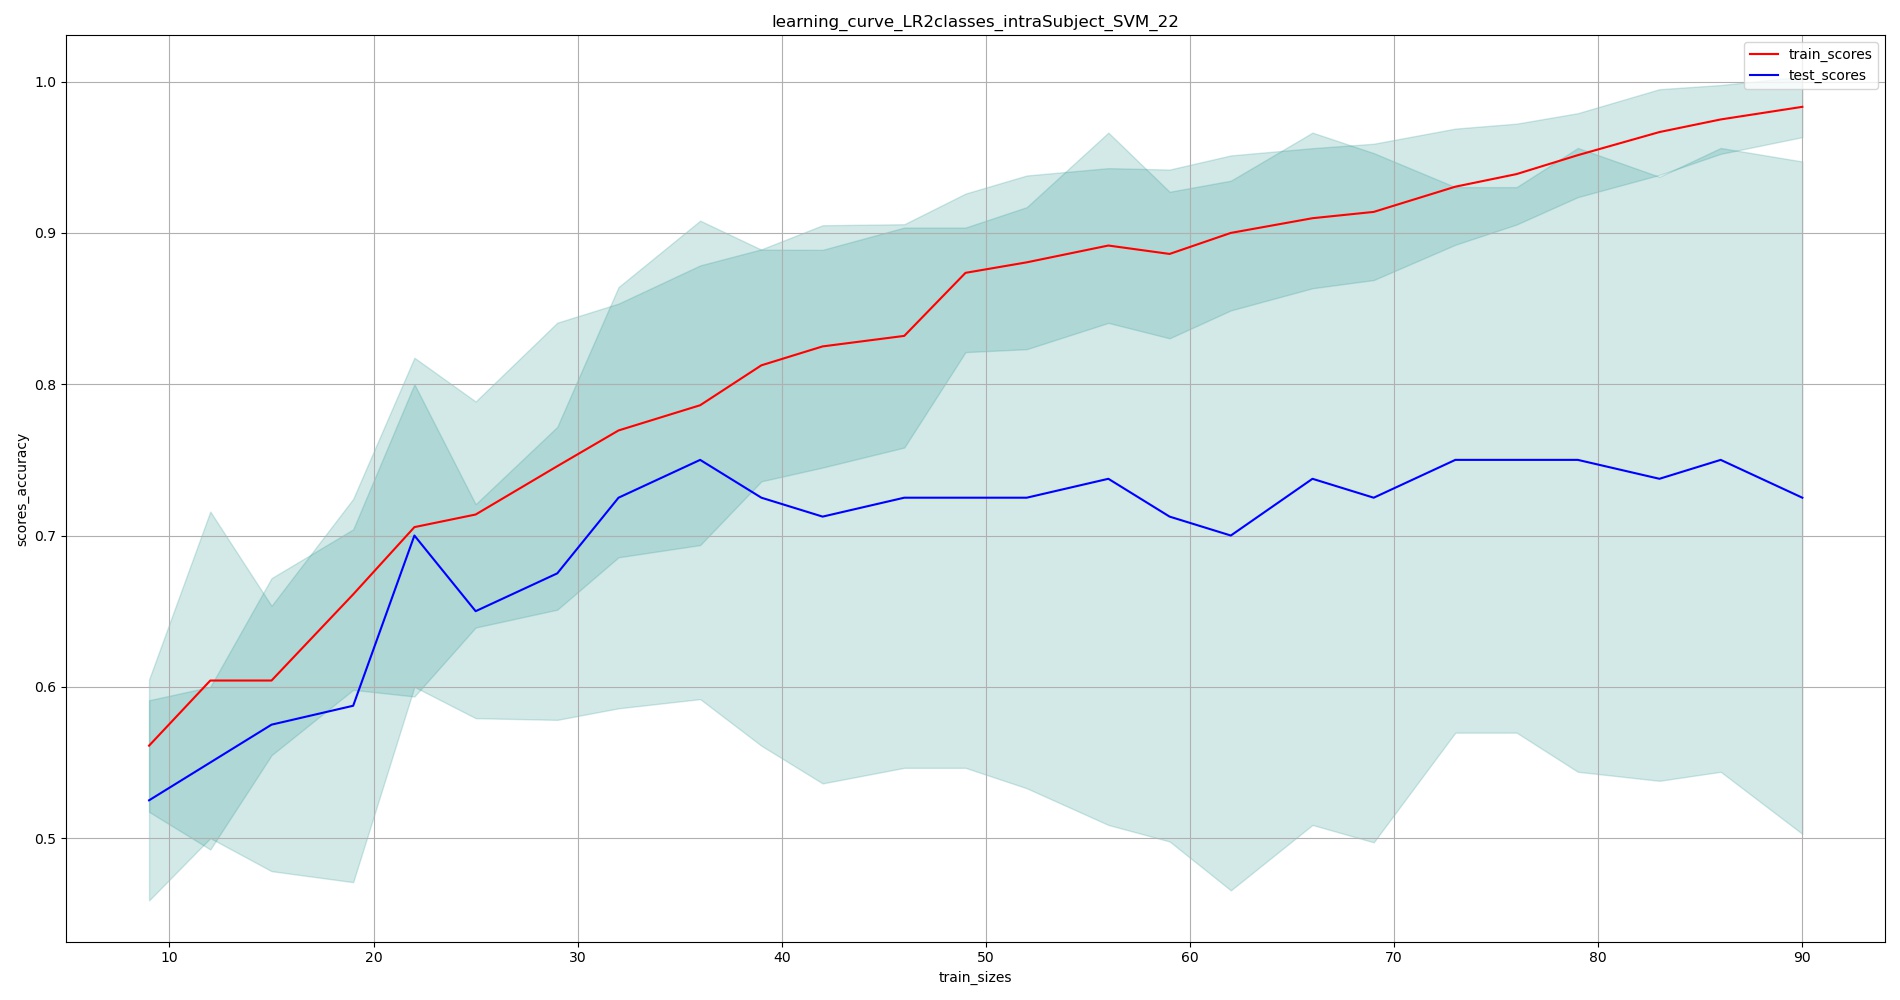 learning_curve_LR2classes_intraSubject_SVM_22
train_scores
test_scores
1.0
0.9
0.8
0.7
0.6
0.5
scores_accuracy
10 20 30 40 50 60 70 80 90
train_sizes